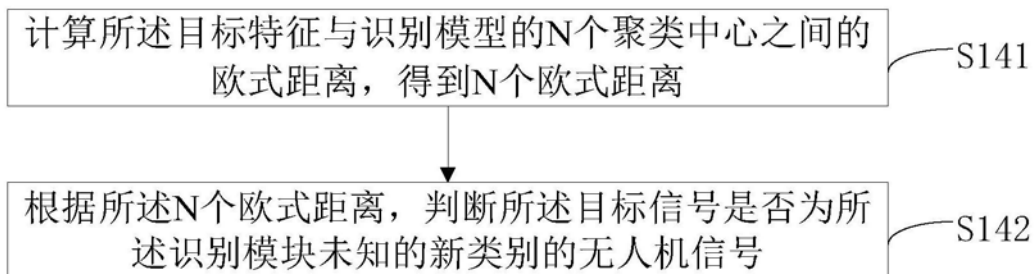 计算所述目标特征与识别模型的N个聚类中心之间的
欧式距离，得到N个欧式距离
S141
根据所述N个欧式距离，判断所述目标信号是否为所
述识别模块未知的新类别的无人机信号
S142